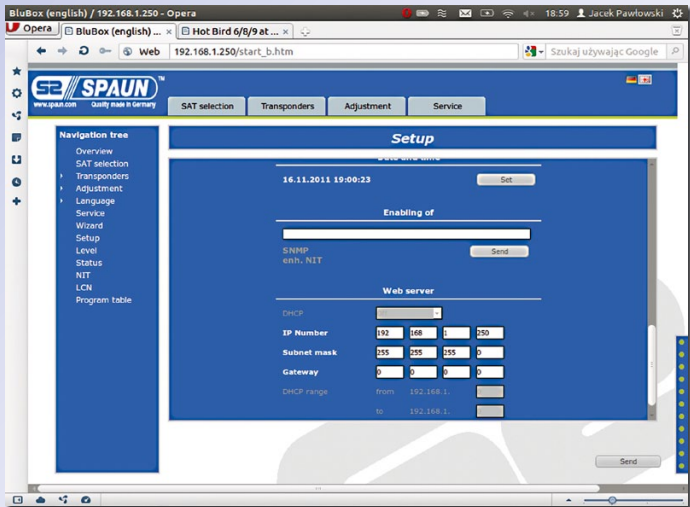 BluBox (english) / 192.168.1.250 - Opera
18:59 Jacek Pawłowski
Opera
BluBox (english) ... ×
Hot Bird 6/8/9 at ... ×
Web 192.168.1.250/start_b.htm
Szukaj używając Google
SPAUN TM
www.spaun.com Quality made in Germany
SAT selection Transponders Adjustment Service
Navigation tree
Overview
SAT selection
Transponders
Adjustment
Language
Service
Wizard
Setup
Level
Status
NIT
LCN
Program table
Setup
Date and time
16.11.2011 19:00:23 Set
Enabling of
SNMP
enh. NIT
Send
Web server
DHCP
IP Number 192 168 1 250
Subnet mask 255 255 255 0
Gateway 0 0 0 0
DHCP range from 192.168.1.
to 192.168.1.
Send